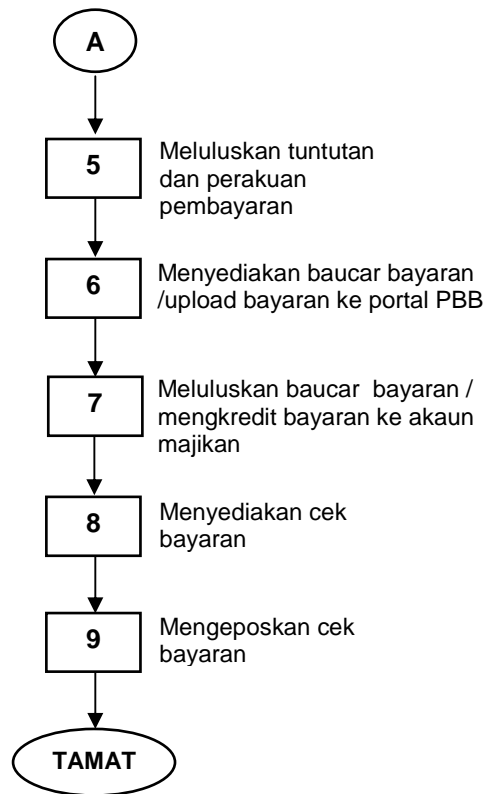 A
5
Meluluskan tuntutan
dan perakuan
pembayaran
6
Menyediakan baucar bayaran
/upload bayaran ke portal PBB
7
Meluluskan baucar bayaran /
mengkredit bayaran ke akaun
majikan
8
Menyediakan cek
bayaran
9
Mengeposkan cek
bayaran
TAMAT